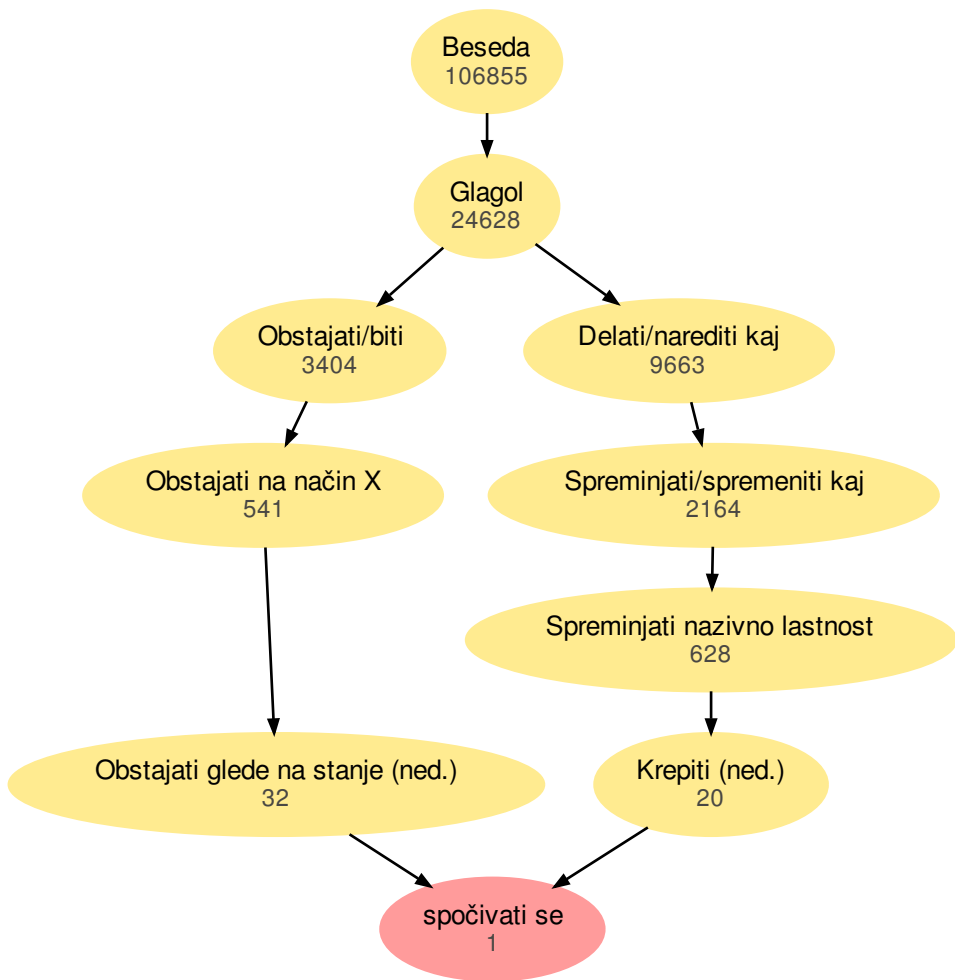 Beseda
106855
Glagol
24628
Obstajati/biti
3404
Delati/narediti kaj
9663
Obstajati na način X
541
Spreminjati/spremeniti kaj
2164
Spreminjati nazivno lastnost
628
Obstajati glede na stanje (ned.)
32
Krepiti (ned.)
20
spočivati se
1